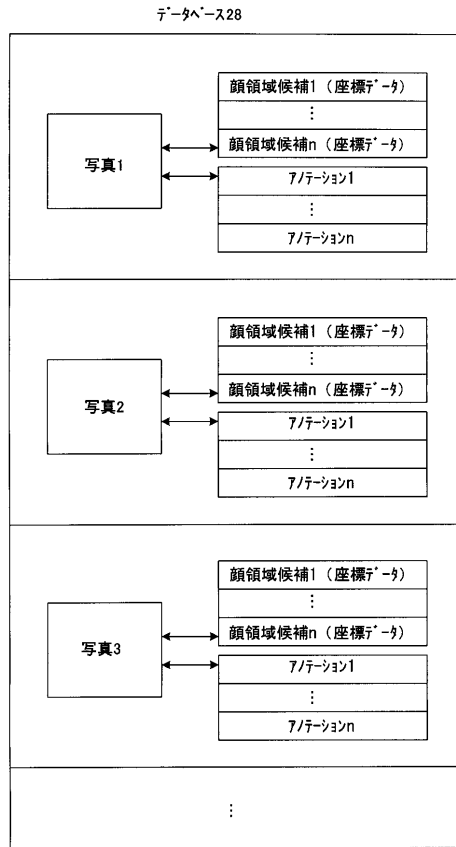 ﾃﾞｰﾀﾍﾞｰｽ28
写真1
顔領域候補1 (座標ﾃﾞｰﾀ)
⋮
顔領域候補n (座標ﾃﾞｰﾀ)
ｱﾉﾃｰｼｮﾝ1
⋮
ｱﾉﾃｰｼｮﾝn
写真2
顔領域候補1 (座標ﾃﾞｰﾀ)
⋮
顔領域候補n (座標ﾃﾞｰﾀ)
ｱﾉﾃｰｼｮﾝ1
⋮
ｱﾉﾃｰｼｮﾝn
写真3
顔領域候補1 (座標ﾃﾞｰﾀ)
⋮
顔領域候補n (座標ﾃﾞｰﾀ)
ｱﾉﾃｰｼｮﾝ1
⋮
ｱﾉﾃｰｼｮﾝn
⋮